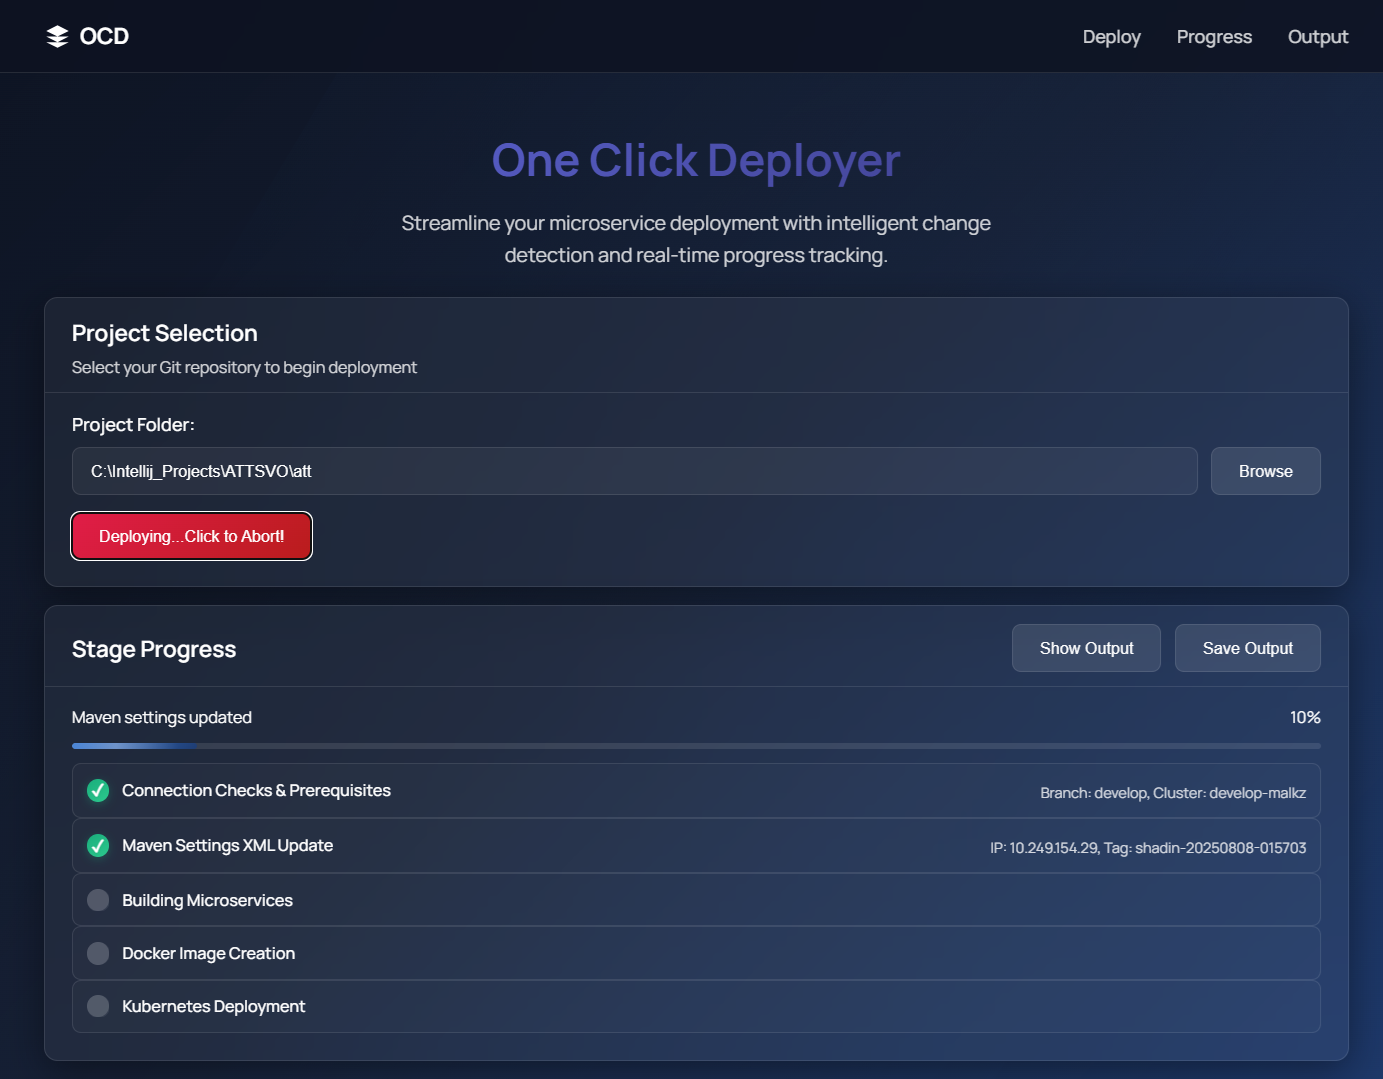 OCD
Deploy
Progress
Output
One Click Deployer
Streamline your microservice deployment with intelligent change
detection and real-time progress tracking.
Project Selection
Select your Git repository to begin deployment
Project Folder:
C:\Intellij_Projects\ATTSVO\att
Browse
Deploying...Click to Abort!
Stage Progress
Show Output
Save Output
Maven settings updated
10%
Connection Checks & Prerequisites
Branch: develop, Cluster: develop-malkz
Maven Settings XML Update
IP: 10.249.154.29, Tag: shadin-20250808-015703
Building Microservices
Docker Image Creation
Kubernetes Deployment